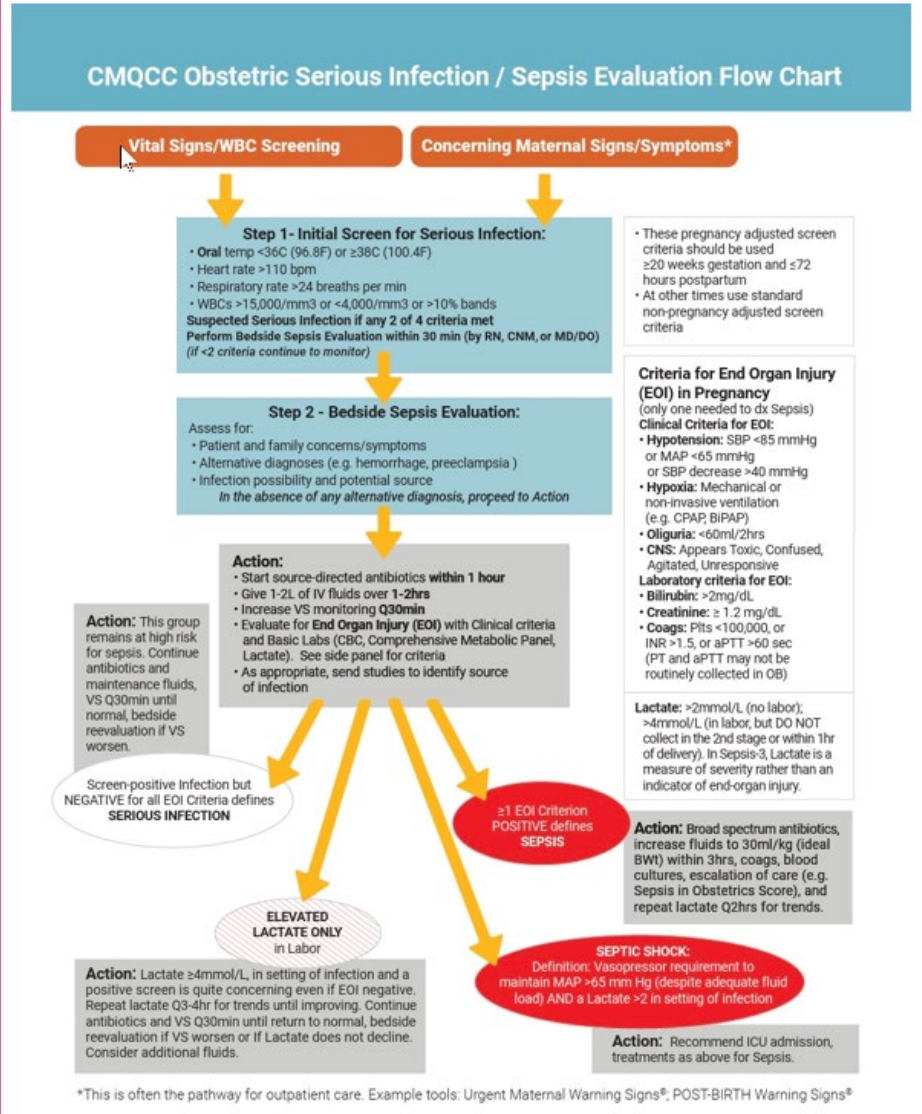 CMQCC Obstetric Serious Infection / Sepsis Evaluation Flow Chart
Vital Signs/WBC Screening
Concerning Maternal Signs/Symptoms*
Step 1- Initial Screen for Serious Infection:
• Oral temp <36C (96.8F) or ≥38C (100.4F)
• Heart rate >110 bpm
• Respiratory rate >24 breaths per min
• WBCs >15,000/mm3 or <4,000/mm3 or >10% bands
Suspected Serious Infection if any 2 of 4 criteria met
Perform Bedside Sepsis Evaluation within 30 min (by RN, CNM, or MD/DO)
(if <2 criteria continue to monitor)
• These pregnancy adjusted screen
criteria should be used
≥20 weeks gestation and ≤72
hours postpartum
• At other times use standard
non-pregnancy adjusted screen
criteria
Step 2 - Bedside Sepsis Evaluation:
Assess for:
• Patient and family concerns/symptoms
• Alternative diagnoses (e.g. hemorrhage, preeclampsia )
• Infection possibility and potential source
In the absence of any alternative diagnosis, proceed to Action
Criteria for End Organ Injury
(EOI) in Pregnancy
(only one needed to dx Sepsis)
Clinical Criteria for EOI:
• Hypotension: SBP <85 mmHg
or MAP <65 mmHg
or SBP decrease >40 mmHg
• Hypoxia: Mechanical or
non-invasive ventilation
(e.g. CPAP, BiPAP)
• Oliguria: <60ml/2hrs
• CNS: Appears Toxic, Confused,
Agitated, Unresponsive
Laboratory criteria for EOI:
• Bilirubin: >2mg/dL
• Creatinine: ≥ 1.2 mg/dL
• Coags: Plts <100,000, or
INR >1.5, or aPTT >60 sec
(PT and aPTT may not be
routinely collected in OB)
Lactate: >2mmol/L (no labor);
>4mmol/L (in labor, but DO NOT
collect in the 2nd stage or within 1hr
of delivery). In Sepsis-3, Lactate is a
measure of severity rather than an
indicator of end-organ injury.
Action:
• Start source-directed antibiotics within 1 hour
• Give 1-2L of IV fluids over 1-2hrs
• Increase VS monitoring Q30min
• Evaluate for End Organ Injury (EOI) with Clinical criteria
and Basic Labs (CBC, Comprehensive Metabolic Panel,
Lactate). See side panel for criteria
• As appropriate, send studies to identify source
of infection
Action: This group
remains at high risk
for sepsis. Continue
antibiotics and
maintenance fluids,
VS Q30min until
normal, bedside
reevaluation if VS
worsen.
Screen-positive Infection but
NEGATIVE for all EOI Criteria defines
SERIOUS INFECTION
≥1 EOI Criterion
POSITIVE defines
SEPSIS
Action: Broad spectrum antibiotics,
increase fluids to 30ml/kg (ideal
BWt) within 3hrs, coags, blood
cultures, escalation of care (e.g.
Sepsis in Obstetrics Score), and
repeat lactate Q2hrs for trends.
ELEVATED
LACTATE ONLY
in Labor
Action: Lactate ≥4mmol/L, in setting of infection and a
positive screen is quite concerning even if EOI negative.
Repeat lactate Q3-4hr for trends until improving. Continue
antibiotics and VS Q30min until return to normal, bedside
reevaluation if VS worsen or If Lactate does not decline.
Consider additional fluids.
SEPTIC SHOCK:
Definition: Vasopressor requirement to
maintain MAP >65 mm Hg (despite adequate fluid
load) AND a Lactate >2 in setting of infection
Action: Recommend ICU admission,
treatments as above for Sepsis.
*This is often the pathway for outpatient care. Example tools: Urgent Maternal Warning Signs®; POST-BIRTH Warning Signs®